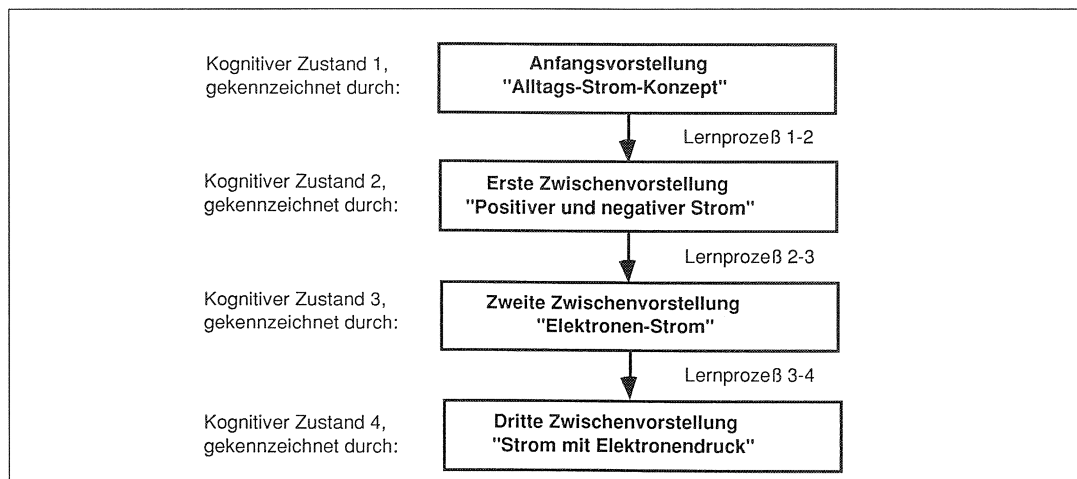 Kognitiver Zustand 1,
gekennzeichnet durch:
Anfangsvorstellung
"Alltags-Strom-Konzept"
Lernprozeß 1-2
Kognitiver Zustand 2,
gekennzeichnet durch:
Erste Zwischenvorstellung
"Positiver und negativer Strom"
Lernprozeß 2-3
Kognitiver Zustand 3,
gekennzeichnet durch:
Zweite Zwischenvorstellung
"Elektronen-Strom"
Lernprozeß 3-4
Kognitiver Zustand 4,
gekennzeichnet durch:
Dritte Zwischenvorstellung
"Strom mit Elektronendruck"